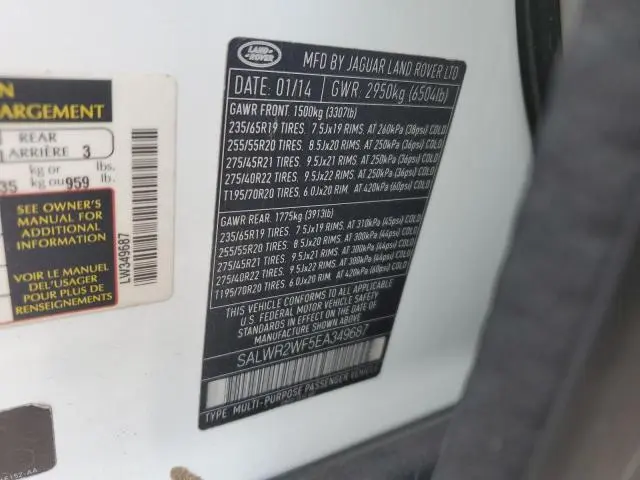 ON
ARGEMENT
REAR
ARRIÈRE 3
kg or lbs.
35 kg ou 959 lb.
SEE OWNER'S
MANUAL FOR
ADDITIONAL
INFORMATION
VOIR LE MANUEL
DEL'USAGER
POUR PLUS DE
RENSEIGNEMENTS
LW349687
LAND ROVER
MFD BY JAGUAR LAND ROVER LTD
DATE: 01/14 GWR: 2950kg (6504lb)
GAWR FRONT: 1500kg (3307lb)
235/65R19 TIRES. 7.5Jx19 RIMS. AT 260kPa (38psi) COLD
255/55R20 TIRES. 8.5Jx20 RIMS. AT 250kPa (36psi) COLD
275/45R21 TIRES. 9.5Jx21 RIMS. AT 250kPa (36psi) COLD
275/40R22 TIRES. 9.5Jx22 RIMS. AT 250kPa (36psi) COLD
T195/70R20 TIRES. 6.0Jx20 RIM. AT 420kPa (60psi) COLD
GAWR REAR: 1775kg (3913lb)
235/65R19 TIRES. 7.5Jx19 RIMS. AT 310kPa (45psi) COLD
255/55R20 TIRES. 8.5Jx20 RIMS. AT 300kPa (44psi) COLD
275/45R21 TIRES. 9.5Jx21 RIMS. AT 300kPa (44psi) COLD
275/40R22 TIRES. 9.5Jx22 RIMS. AT 300kPa (44psi) COLD
T195/70R20 TIRES. 6.0Jx20 RIM. AT 420kPa (60psi) COLD
THIS VEHICLE CONFORMS TO ALL APPLICABLE
U.S. FEDERAL MOTOR VEHICLE SAFETY
STANDARDS IN EFFECT ON THE DATE OF
MANUFACTURE SHOWN ABOVE.
SALWR2WF5EA349687
TYPE: MULTI-PURPOSE PASSENGER VEHICLE